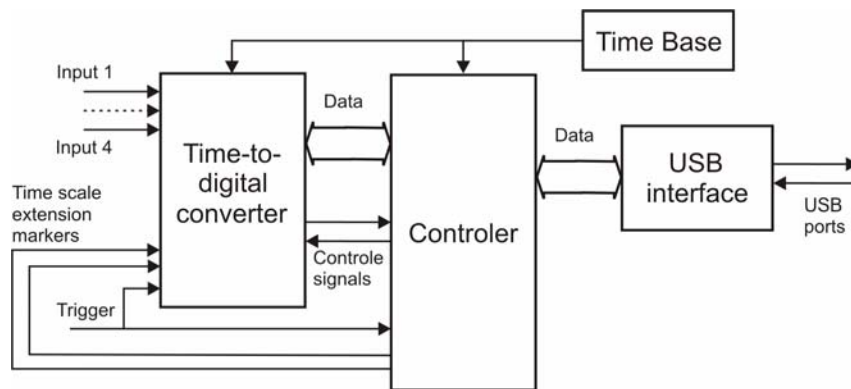 Time Base
Input 1
Input 4
Data
Data
Time-to-
digital
converter
USB
interface
Time scale
extension
markers
Controler
Controle
signals
USB
ports
Trigger